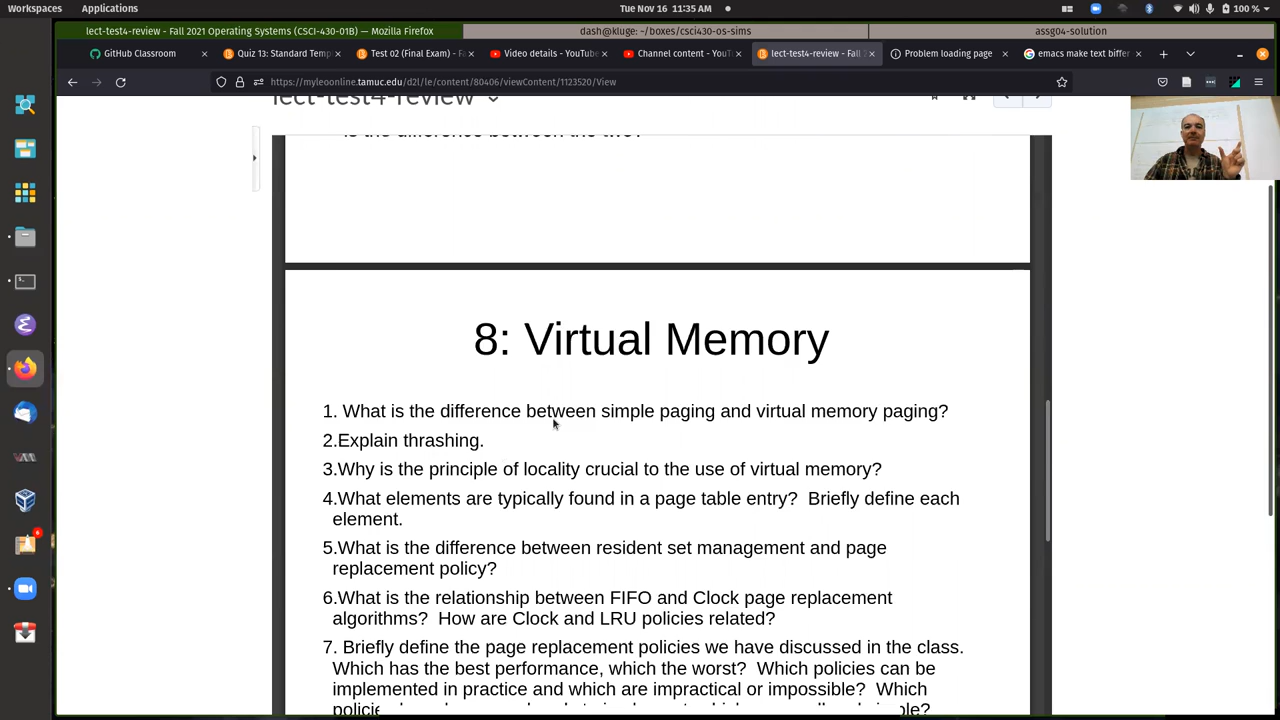 Workspaces Applications Tue Nov 16 11:35 AM 100 %
lect-test4-review - Fall 2021 Operating Systems (CSCI-430-01B) — Mozilla Firefox dash@kluge: ~/boxes/csci430-os-sims assg04-solution
GitHub Classroom Quiz 13: Standard Temp Test 02 (Final Exam) - Fa Video details - YouTube Channel content - YouT lect-test4-review - Fall 2 Problem loading page emacs make text differ
https://myleoonline.tamuc.edu/d2l/le/content/80406/viewContent/1123520/View
lect-test4-review
is the difference between the two?
8: Virtual Memory
1. What is the difference between simple paging and virtual memory paging?
2.Explain thrashing.
3.Why is the principle of locality crucial to the use of virtual memory?
4.What elements are typically found in a page table entry? Briefly define each
element.
5.What is the difference between resident set management and page
replacement policy?
6.What is the relationship between FIFO and Clock page replacement
algorithms? How are Clock and LRU policies related?
7. Briefly define the page replacement policies we have discussed in the class.
Which has the best performance, which the worst? Which policies can be
implemented in practice and which are impractical or impossible? Which